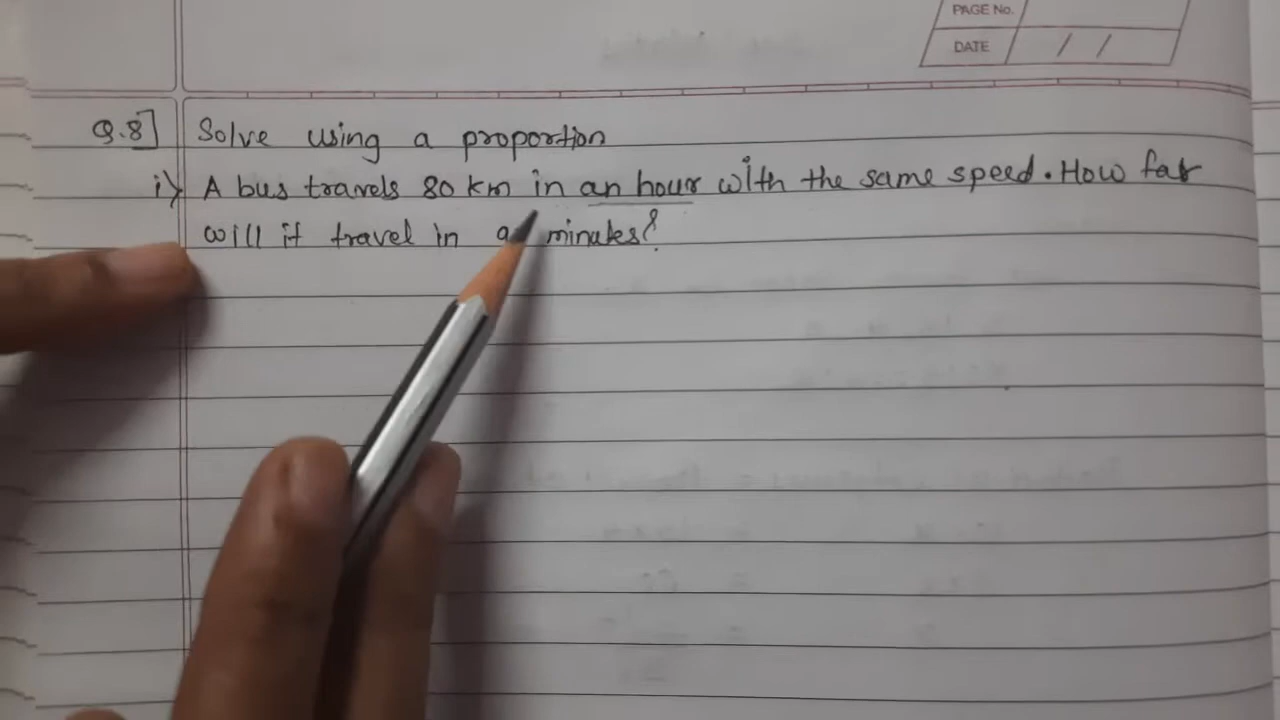 PAGE No.
DATE / /
Q.8] Solve using a proportion
i) A bus travels 80 km in an hour with the same speed. How far
will it travel in minutes?